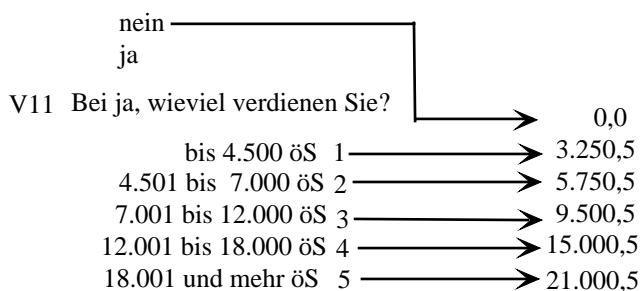 nein
ja
V11 Bei ja, wieviel verdienen Sie?
0,0
bis 4.500 öS 1 3.250,5
4.501 bis 7.000 öS 2 5.750,5
7.001 bis 12.000 öS 3 9.500,5
12.001 bis 18.000 öS 4 15.000,5
18.001 und mehr öS 5 21.000,5